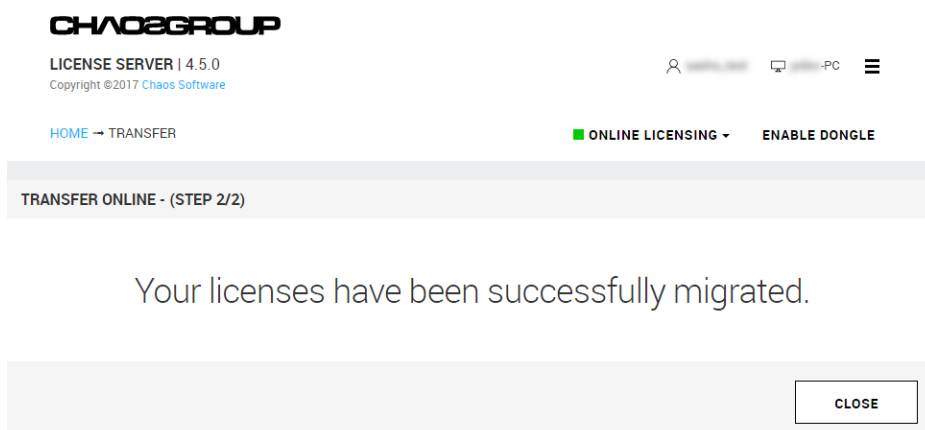 CHAOSGROUP
LICENSE SERVER | 4.5.0
Copyright ©2017 Chaos Software
-PC
HOME → TRANSFER
ONLINE LICENSING
ENABLE DONGLE
TRANSFER ONLINE - (STEP 2/2)
Your licenses have been successfully migrated.
CLOSE